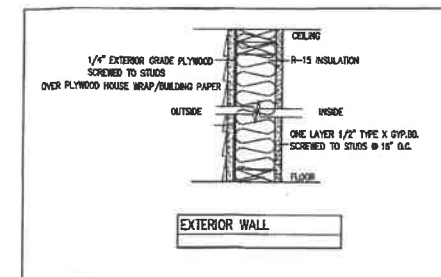 CEILING
1/4" EXTERIOR GRADE PLYWOOD
SCREWED TO STUDS
OVER PLYWOOD HOUSE WRAP/BUILDING PAPER
R-15 INSULATION
OUTSIDE
INSIDE
ONE LAYER 1/2" TYPE X GYP.BD.
SCREWED TO STUDS @ 16" O.C.
FLOOR
EXTERIOR WALL